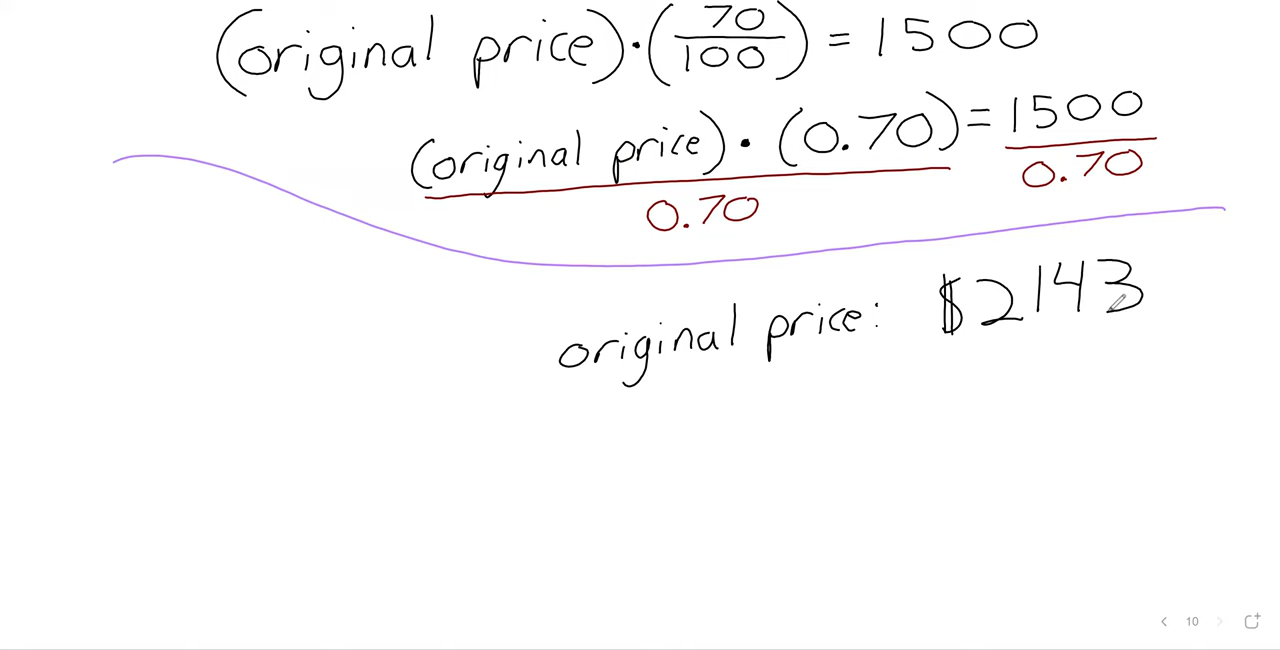 (original price) · (70/100) = 1500
(original price) · (0.70) = 1500
0.70 0.70
original price: $2143
10